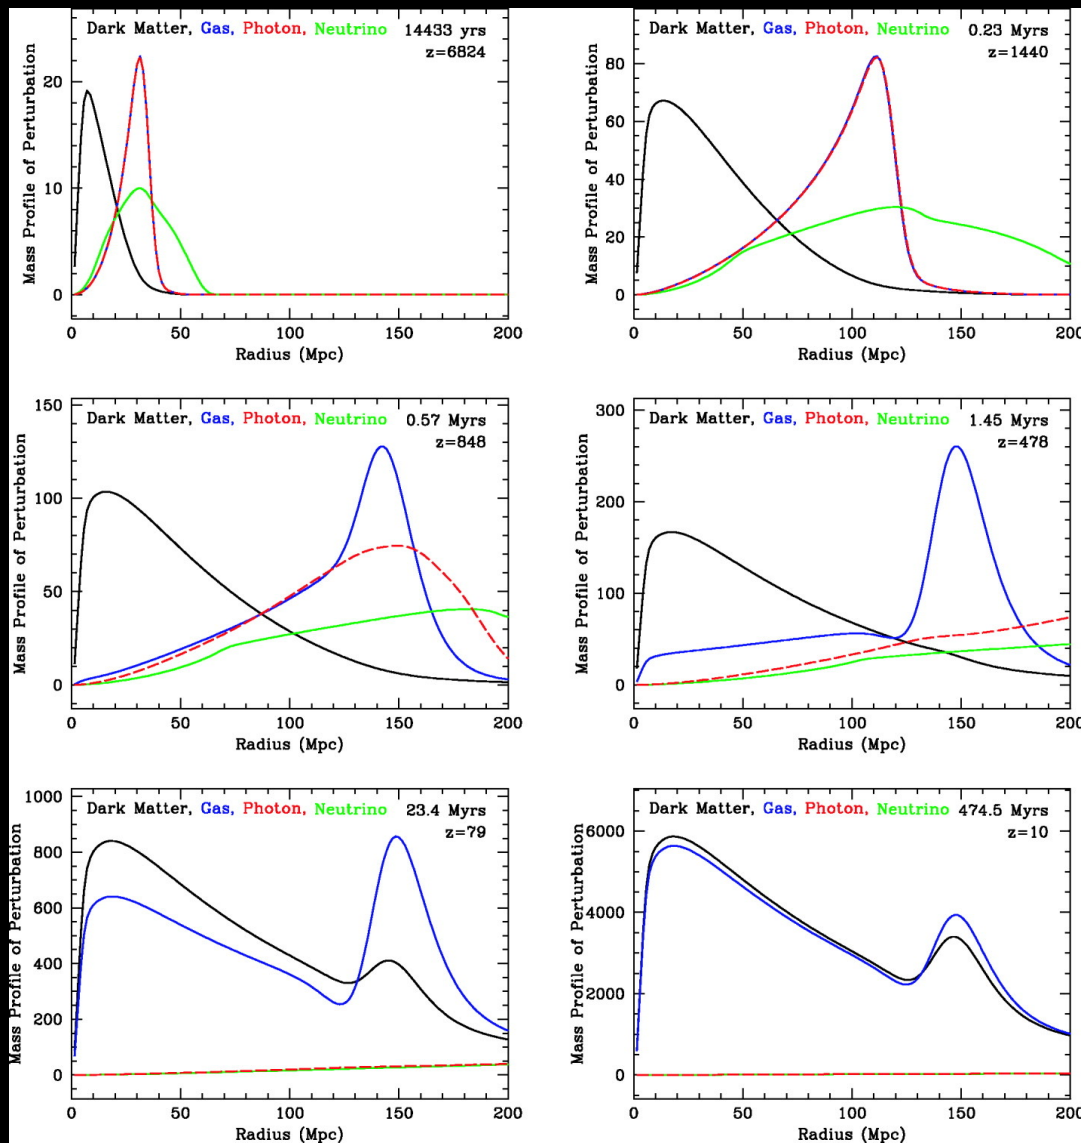 Dark Matter, Gas, Photon, Neutrino 14433 yrs
z=6824
Mass Profile of Perturbation
20
10
0
0 50 100 150 200
Radius (Mpc)
Dark Matter, Gas, Photon, Neutrino 0.23 Myrs
z=1440
Mass Profile of Perturbation
80
60
40
20
0
0 50 100 150 200
Radius (Mpc)
Dark Matter, Gas, Photon, Neutrino 0.57 Myrs
z=848
Mass Profile of Perturbation
150
100
50
0
0 50 100 150 200
Radius (Mpc)
Dark Matter, Gas, Photon, Neutrino 1.45 Myrs
z=478
Mass Profile of Perturbation
300
200
100
0
0 50 100 150 200
Radius (Mpc)
Dark Matter, Gas, Photon, Neutrino 23.4 Myrs
z=79
Mass Profile of Perturbation
1000
800
600
400
200
0
0 50 100 150 200
Radius (Mpc)
Dark Matter, Gas, Photon, Neutrino 474.5 Myrs
z=10
Mass Profile of Perturbation
6000
4000
2000
0
0 50 100 150 200
Radius (Mpc)